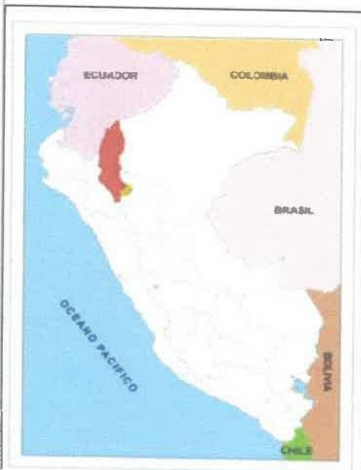 ECUADOR
COLOMBIA
BRASIL
OCEANO PACIFICO
BOLIVIA
CHILE